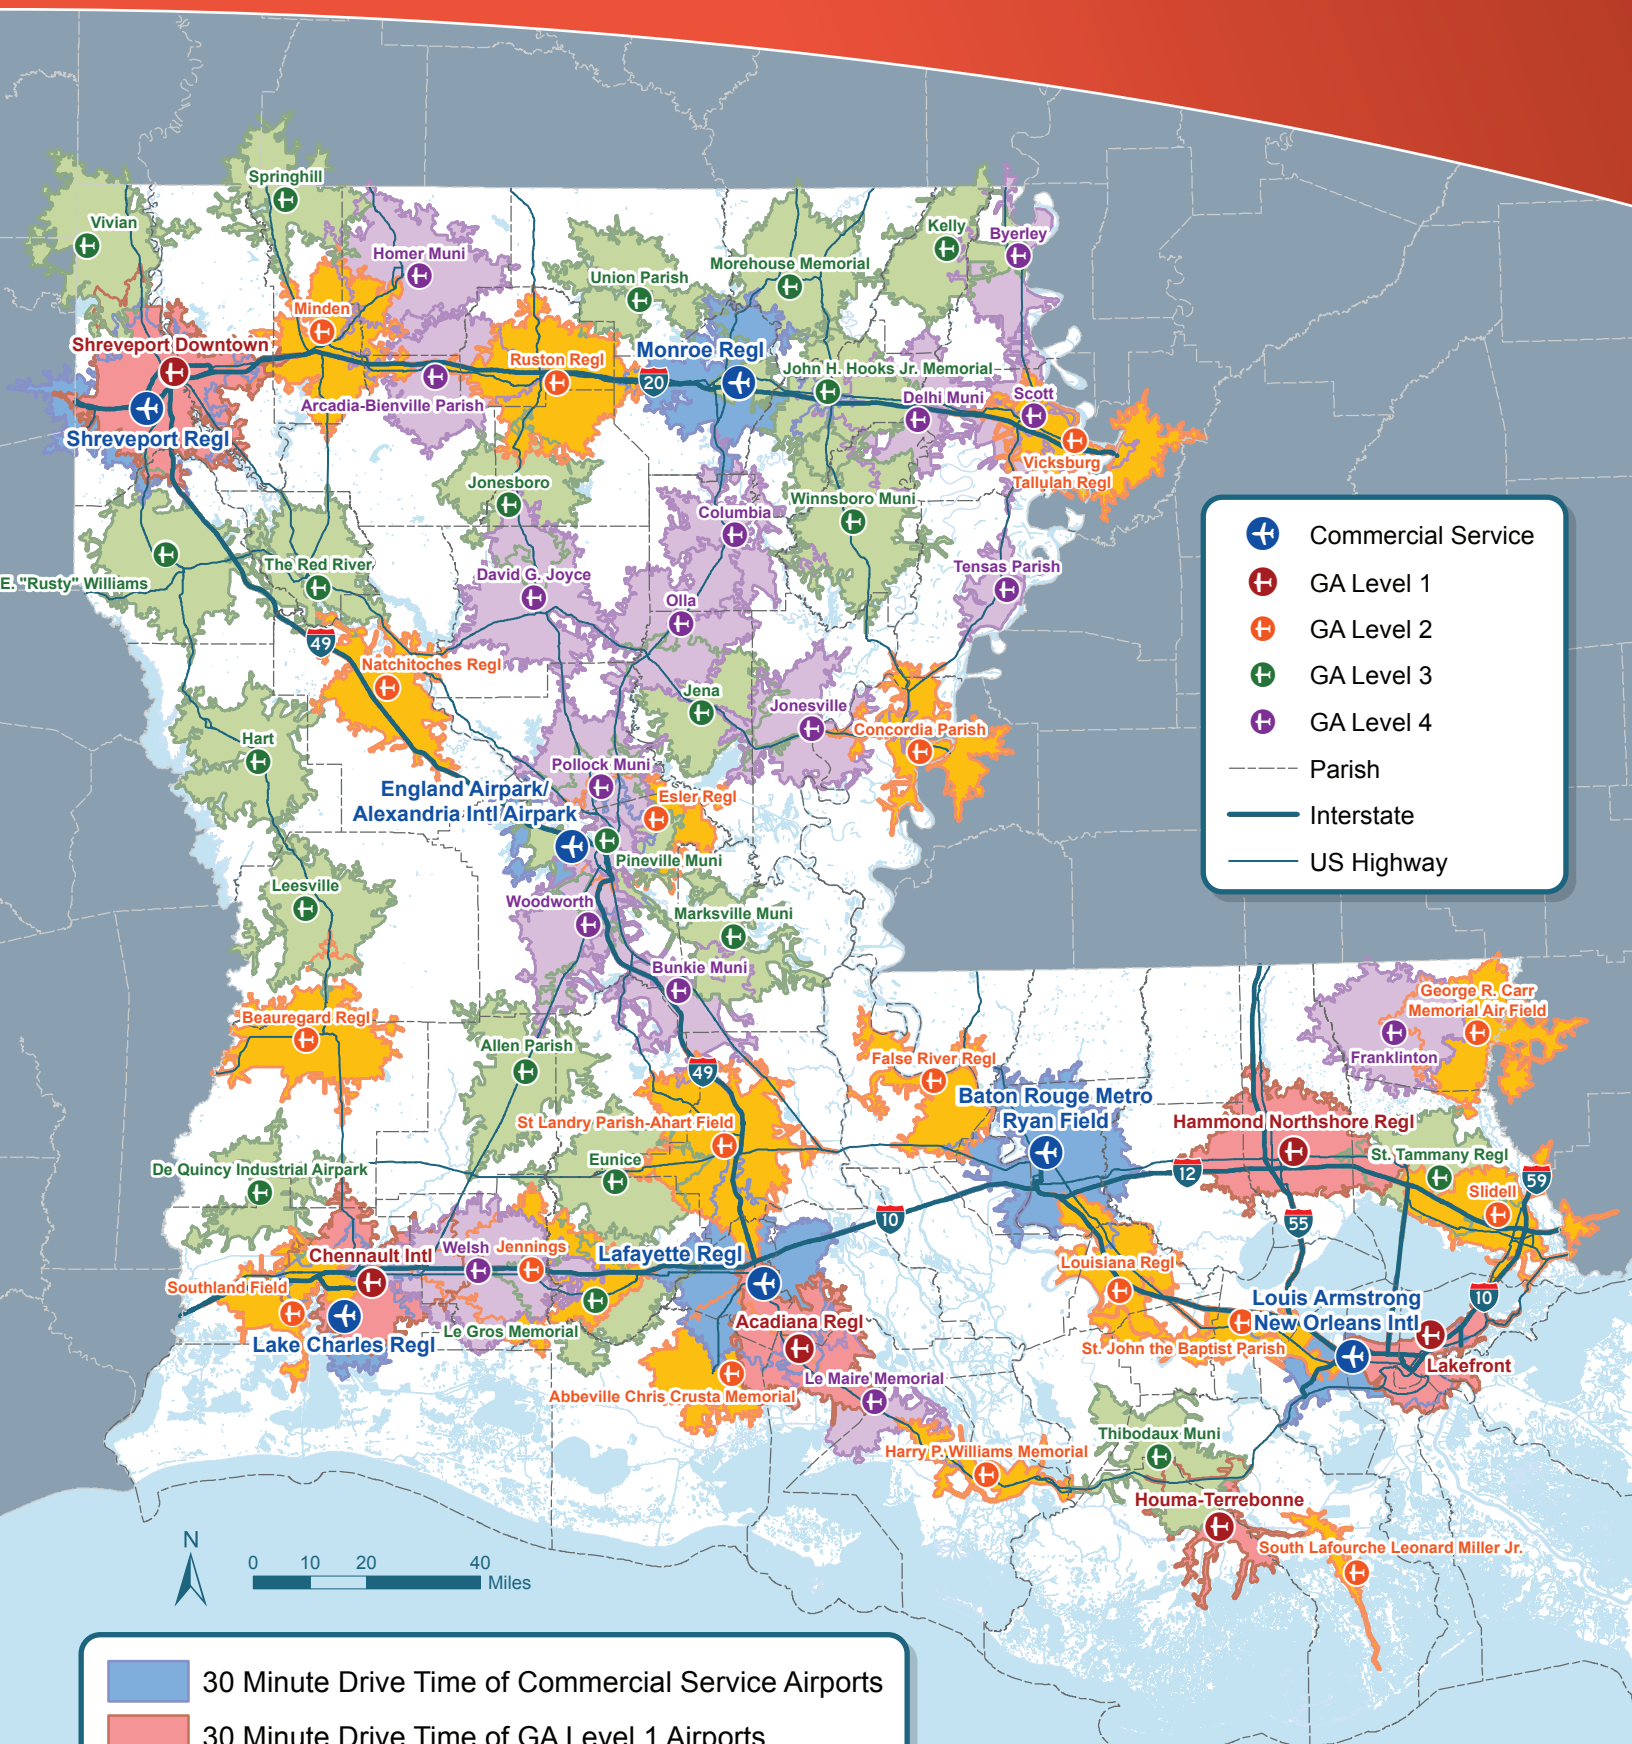 Springhill
Vivian
Homer Muni
Kelly
Byerley
Union Parish
Morehouse Memorial
Minden
Shreveport Downtown
Ruston Regl
Monroe Regl
20
John H. Hooks Jr. Memorial
Arcadia-Bienville Parish
Delhi Muni
Scott
Shreveport Regl
Vicksburg
Tallulah Regl
Jonesboro
Columbia
Winnsboro Muni
Commercial Service
GA Level 1
GA Level 2
GA Level 3
GA Level 4
Parish
Interstate
US Highway
E. "Rusty" Williams
The Red River
David G. Joyce
Olla
Tensas Parish
49
Natchitoches Regl
Jena
Jonesville
Concordia Parish
Hart
Pollock Muni
England Airpark/
Alexandria Intl Airpark
Esler Regl
Pineville Muni
Leesville
Woodworth
Marksville Muni
Bunkie Muni
George R. Carr
Memorial Air Field
Franklinton
Beauregard Regl
Allen Parish
49
False River Regl
Baton Rouge Metro
Ryan Field
St Landry Parish-Ahart Field
Hammond Northshore Regl
Eunice
St. Tammany Regl
De Quincy Industrial Airpark
12
59
Slidell
10
55
Chennault Intl
Welsh
Jennings
Lafayette Regl
Louisiana Regl
Southland Field
10
Louis Armstrong
New Orleans Intl
Lake Charles Regl
Le Gros Memorial
Acadiana Regl
St. John the Baptist Parish
Lakefront
Abbeville Chris Crusta Memorial
Le Maire Memorial
Harry P. Williams Memorial
Thibodaux Muni
Houma-Terrebonne
South Lafourche Leonard Miller Jr.
N
0 10 20 40
Miles
30 Minute Drive Time of Commercial Service Airports
30 Minute Drive Time of GA Level 1 Airports